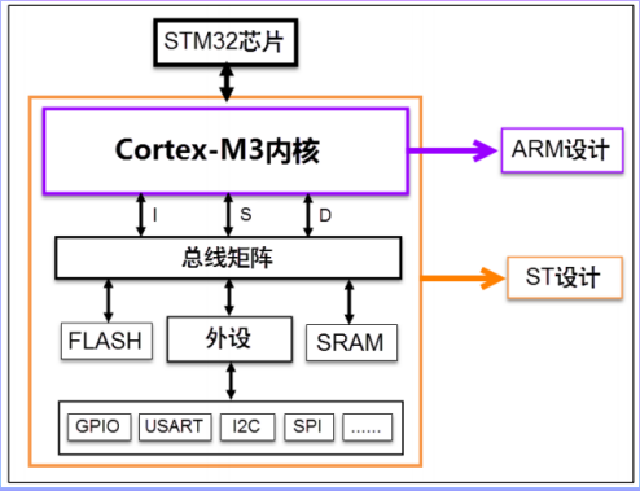 STM32芯片
Cortex-M3内核
ARM设计
I
S
D
总线矩阵
ST设计
FLASH
外设
SRAM
GPIO
USART
I2C
SPI
......